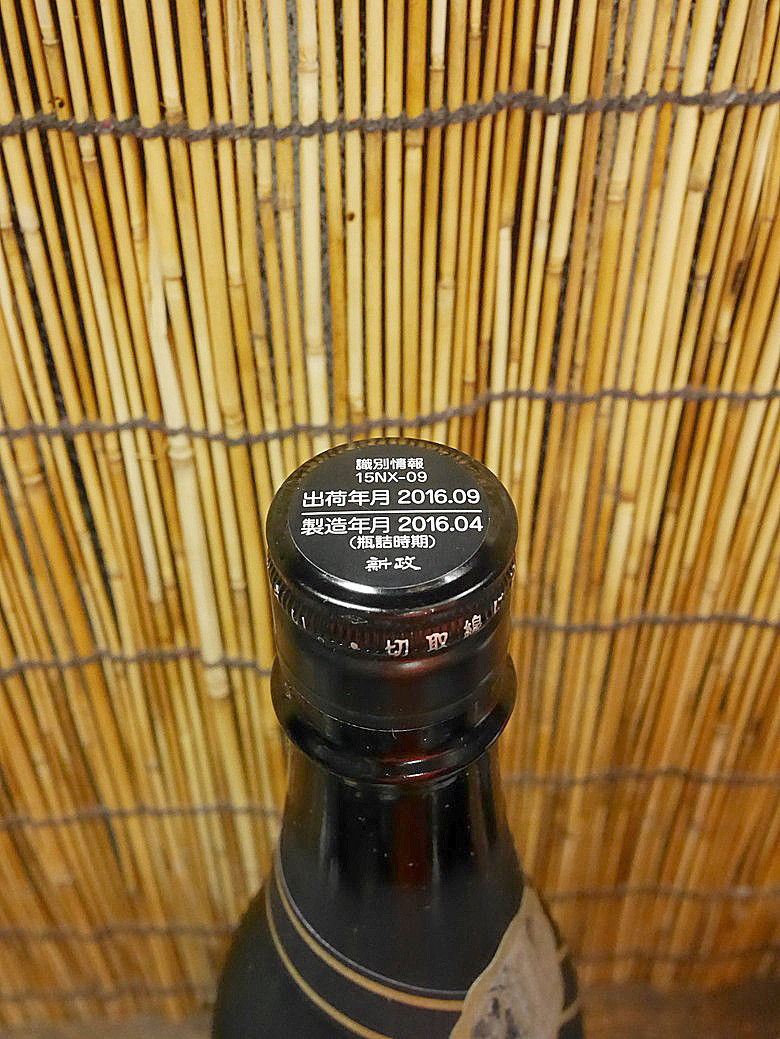 識別情報
15NX-09
出荷年月 2016.09
製造年月 2016.04
(瓶詰時期)
新政
切取線